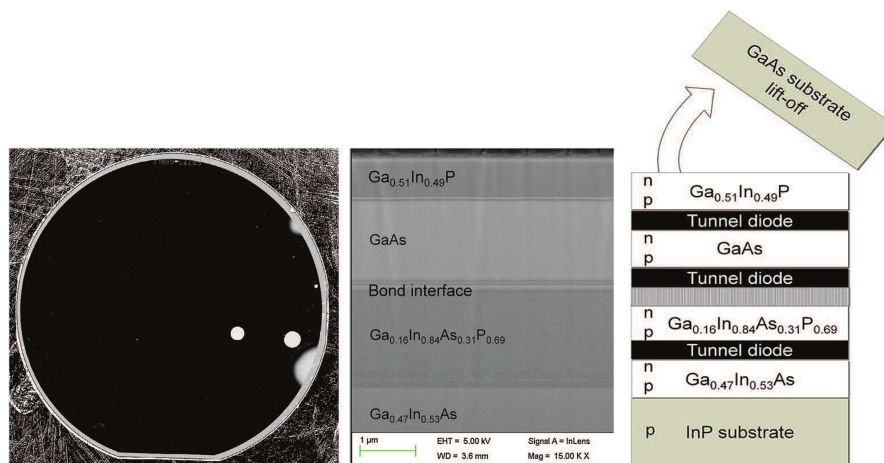 Ga0.51In0.49P
GaAs
Bond interface
Ga0.16In0.84As0.31P0.69
Ga0.47In0.53As
1 µm
EHT = 5.00 kV
Signal A = InLens
WD = 3.6 mm
Mag = 15.00 K X
GaAs substrate
lift-off
n
p
Ga0.51In0.49P
Tunnel diode
n
p
GaAs
Tunnel diode
n
p
Ga0.16In0.84As0.31P0.69
Tunnel diode
n
p
Ga0.47In0.53As
p
InP substrate